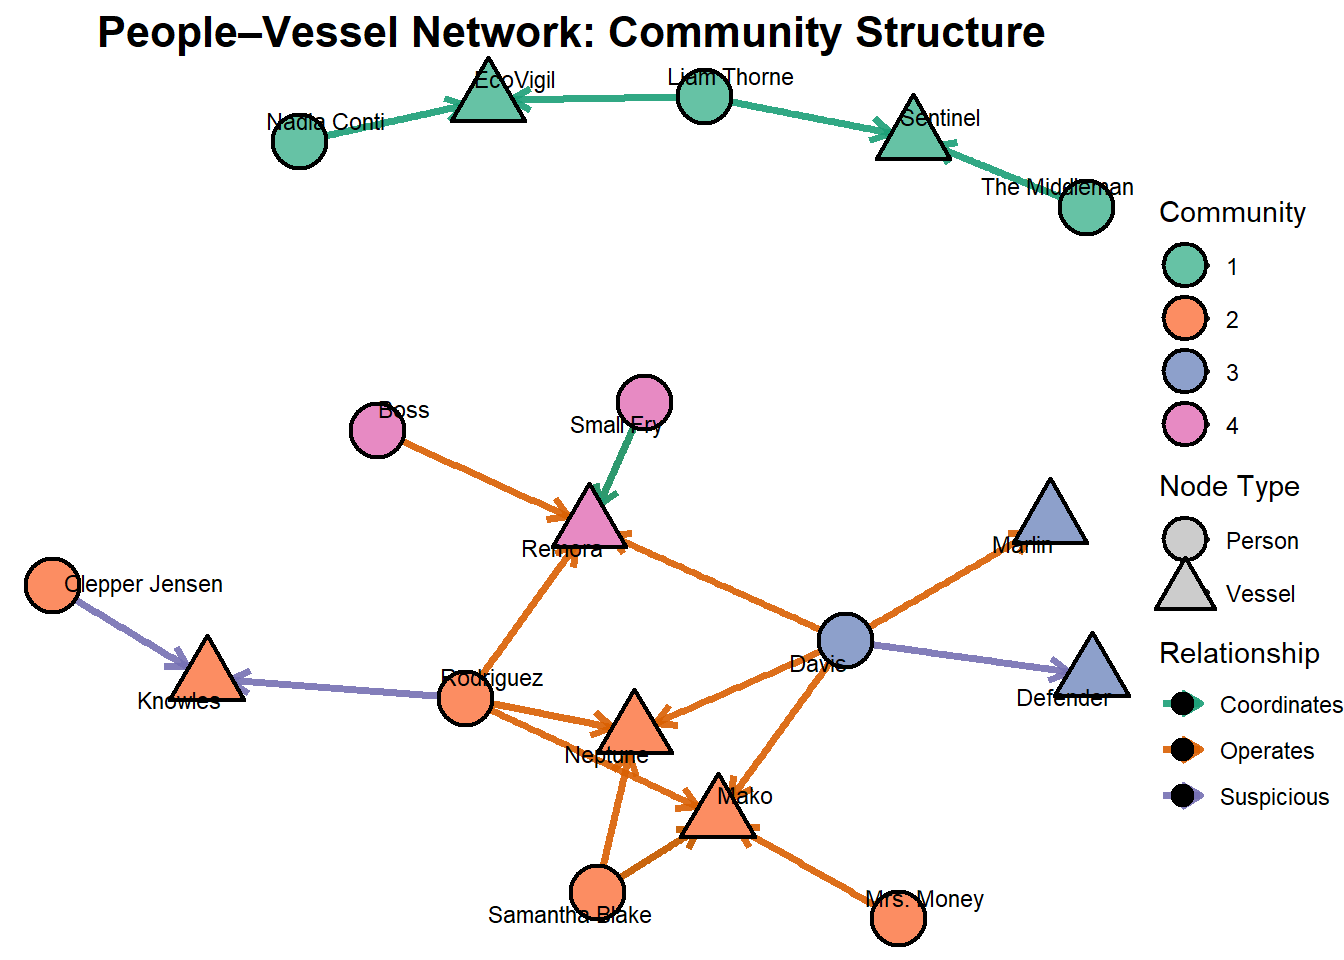 People–Vessel Network: Community Structure
EcoVigil
Liam Thorne
Nadia Conti
Sentinel
The Middleman
Community
1
2
3
4
Boss
Small Fry
Node Type
Person
Vessel
Remora
Marlin
Clepper Jensen
Relationship
Coordinates
Operates
Suspicious
Davis
Rodriguez
Knowles
Defender
Neptune
Mako
Mrs. Money
Samantha Blake